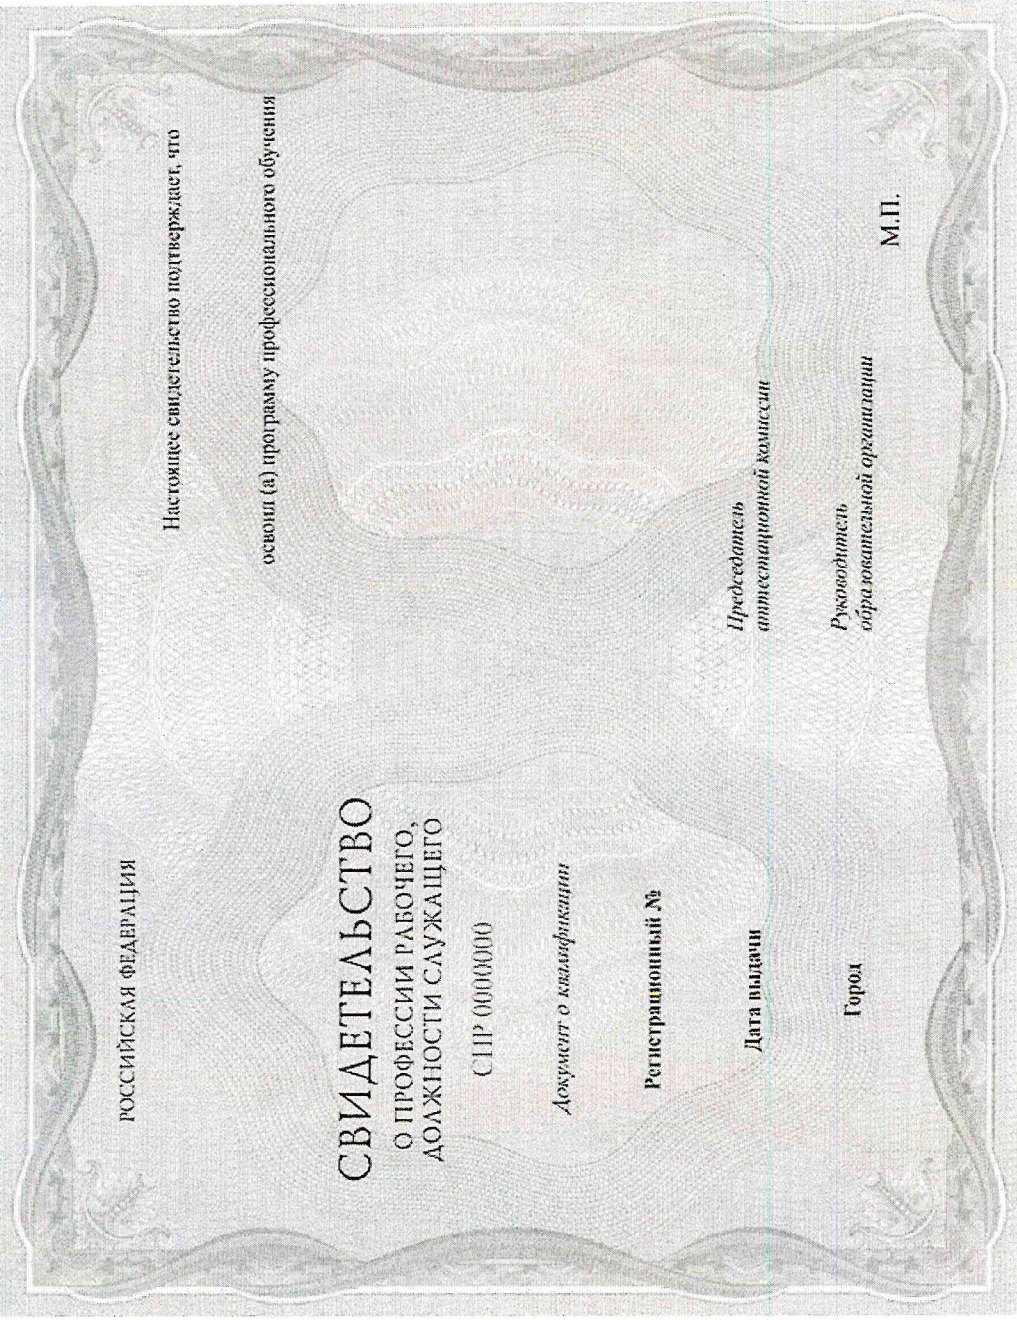 РОССИЙСКАЯ ФЕДЕРАЦИЯ
СВИДЕТЕЛЬСТВО
О ПРОФЕССИИ РАБОЧЕГО,
ДОЛЖНОСТИ СЛУЖАЩЕГО
СПР 0000000
Документ о квалификации
Регистрационный №
Дата выдачи
Город
Настоящее свидетельство подтверждает, что
освоил (а) программу профессионального обучения
Председатель
аттестационной комиссии
Руководитель
образовательной организации
М.П.